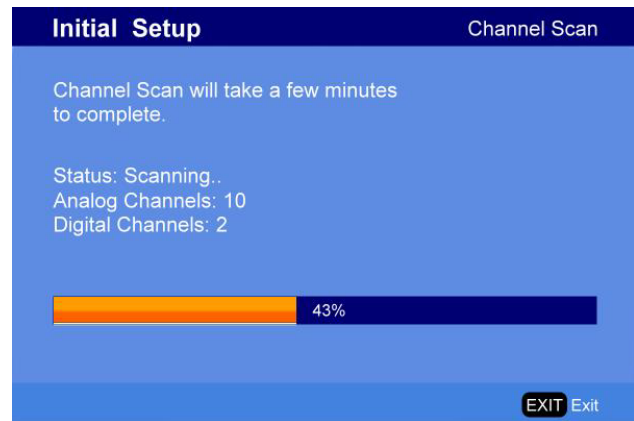 Initial Setup
Channel Scan
Channel Scan will take a few minutes
to complete.
Status: Scanning..
Analog Channels: 10
Digital Channels: 2
43%
EXIT Exit